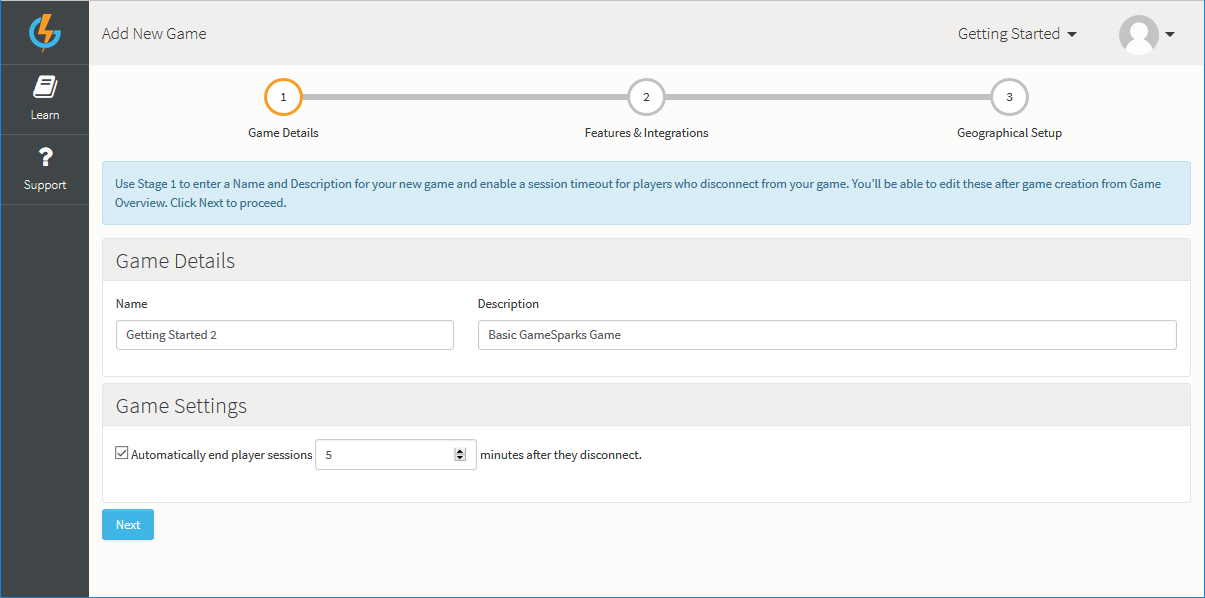 Add New Game
Getting Started
Learn
Support
1
2
3
Game Details
Features & Integrations
Geographical Setup
Use Stage 1 to enter a Name and Description for your new game and enable a session timeout for players who disconnect from your game. You'll be able to edit these after game creation from Game
Overview. Click Next to proceed.
Game Details
Name
Description
Getting Started 2
Basic GameSparks Game
Game Settings
Automatically end player sessions 5 minutes after they disconnect.
Next